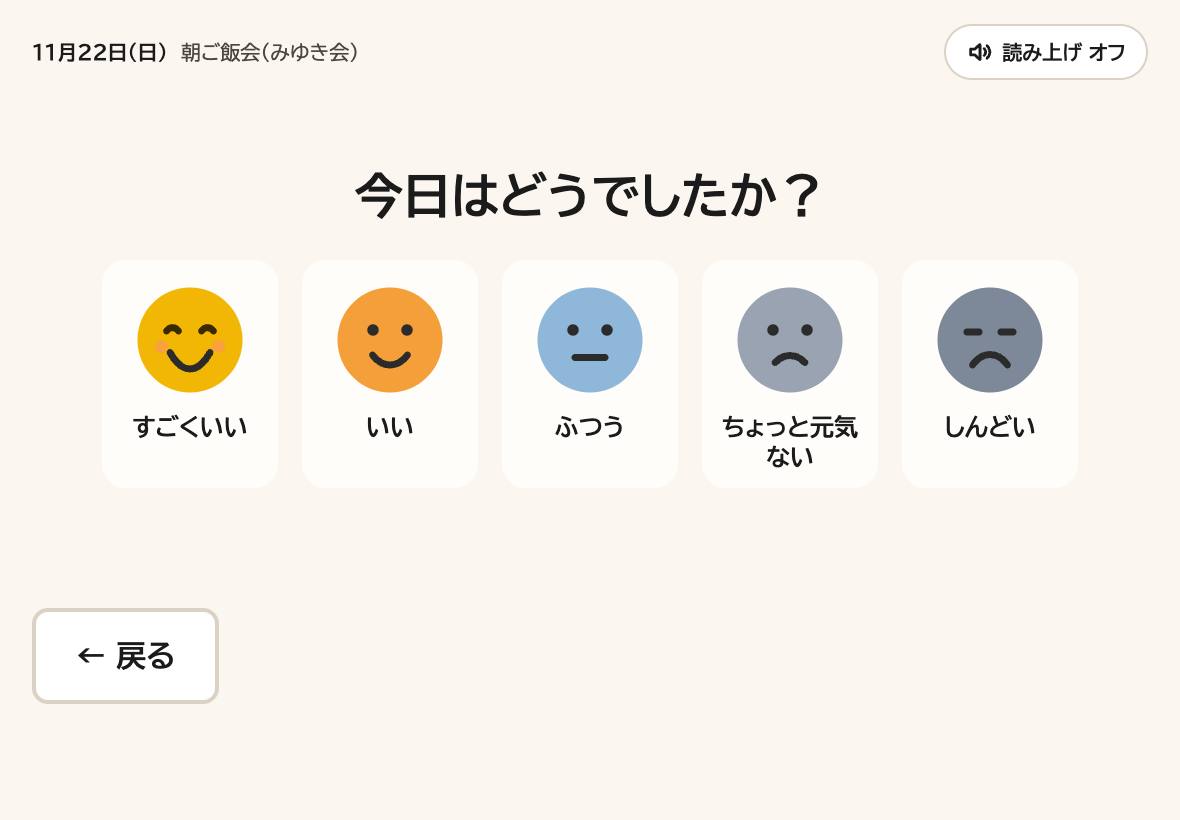 11月22日(日) 朝ご飯会(みゆき会)
読み上げ オフ
今日はどうでしたか？
すごくいい
いい
ふつう
ちょっと元気
ない
しんどい
← 戻る